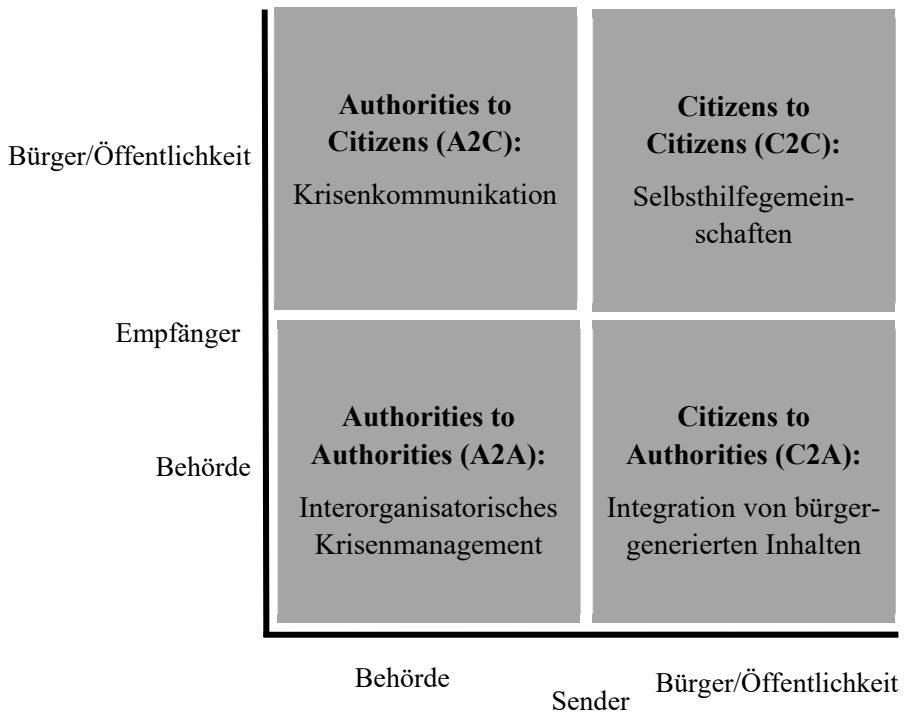 Authorities to
Citizens (A2C):
Krisenkommunikation
Citizens to
Citizens (C2C):
Selbsthilfegemein-
schaften
Bürger/Öffentlichkeit
Empfänger
Authorities to
Authorities (A2A):
Interorganisatorisches
Krisenmanagement
Citizens to
Authorities (C2A):
Integration von bürger-
generierten Inhalten
Behörde
Behörde
Sender
Bürger/Öffentlichkeit